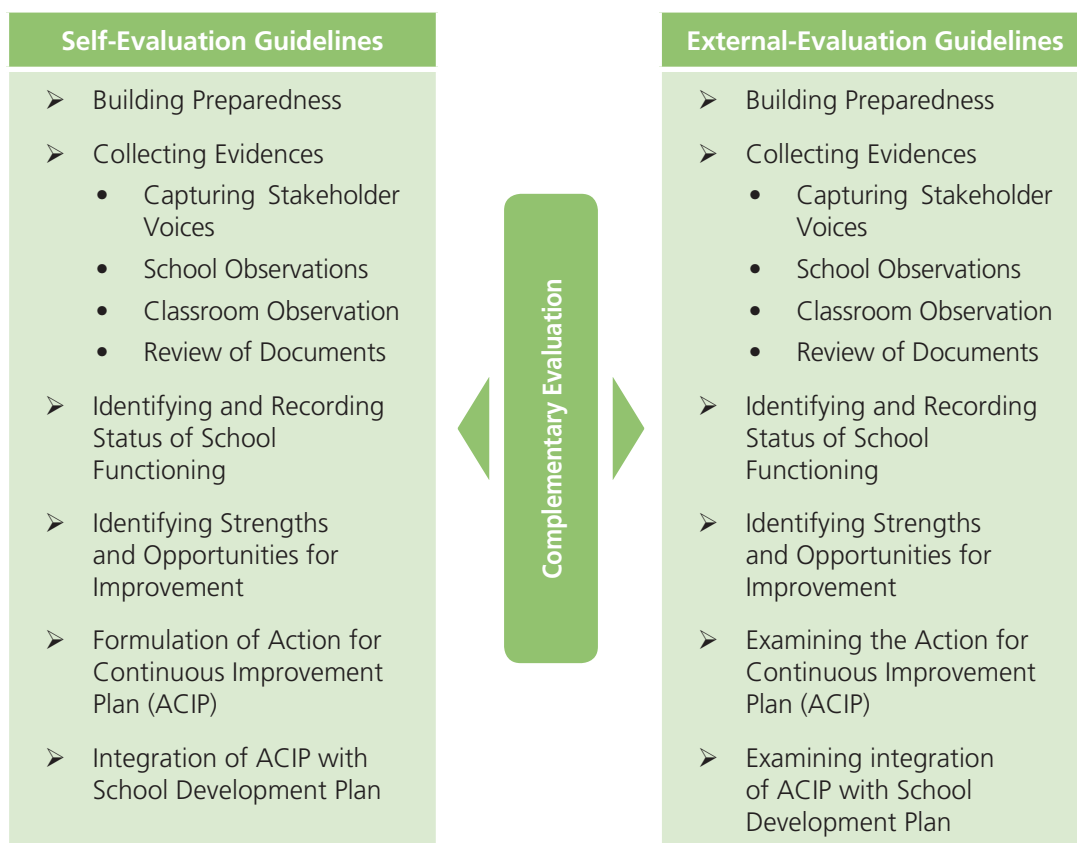 Self-Evaluation Guidelines
➢ Building Preparedness
➢ Collecting Evidences
• Capturing Stakeholder
Voices
• School Observations
• Classroom Observation
• Review of Documents
➢ Identifying and Recording
Status of School
Functioning
➢ Identifying Strengths
and Opportunities for
Improvement
➢ Formulation of Action for
Continuous Improvement
Plan (ACIP)
➢ Integration of ACIP with
School Development Plan
Complementary Evaluation
External-Evaluation Guidelines
➢ Building Preparedness
➢ Collecting Evidences
• Capturing Stakeholder
Voices
• School Observations
• Classroom Observation
• Review of Documents
➢ Identifying and Recording
Status of School
Functioning
➢ Identifying Strengths
and Opportunities for
Improvement
➢ Examining the Action for
Continuous Improvement
Plan (ACIP)
➢ Examining integration
of ACIP with School
Development Plan